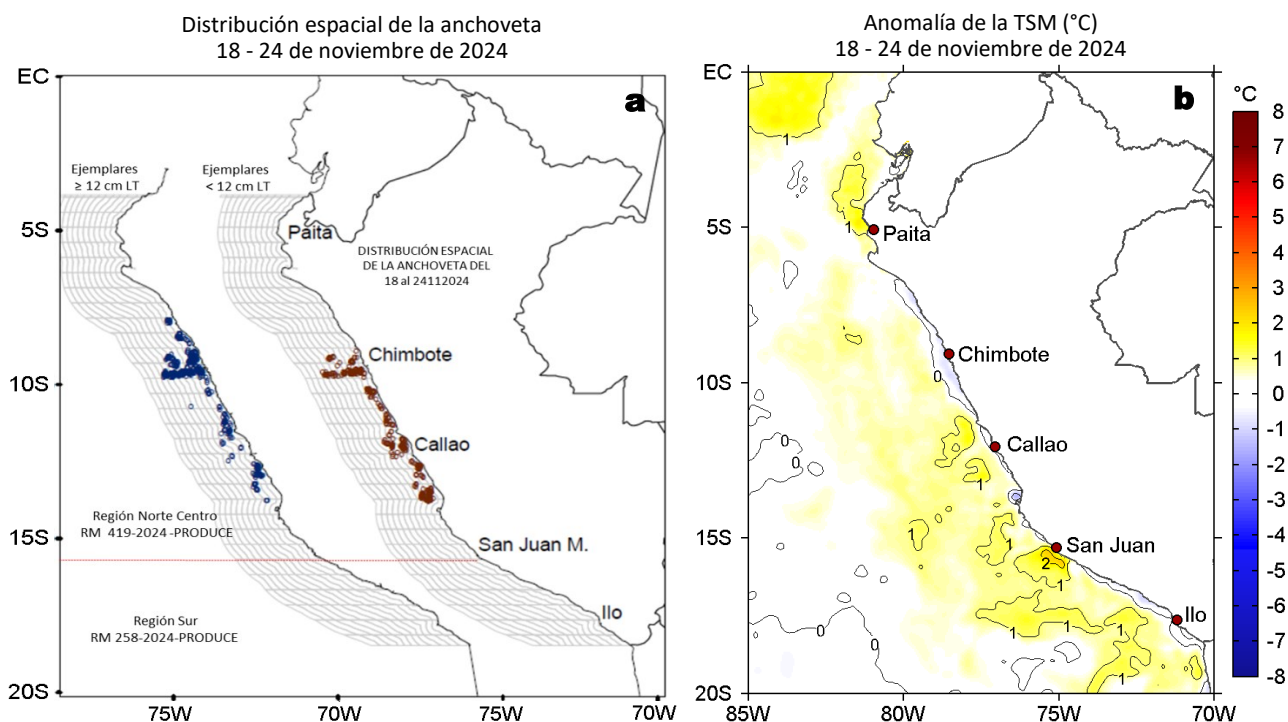 Distribución espacial de la anchoveta
18 - 24 de noviembre de 2024
a
Ejemplares
≥ 12 cm LT
Ejemplares
< 12 cm LT
Paita
DISTRIBUCIÓN ESPACIAL
DE LA ANCHOVETA DEL
18 al 24112024
Chimbote
Callao
Región Norte Centro
RM 419-2024 -PRODUCE
San Juan M.
Ilo
Región Sur
RM 258-2024-PRODUCE
EC
5S
10S
15S
20S
75W
70W
75W
70W
Anomalía de la TSM (°C)
18 - 24 de noviembre de 2024
b
1
1
Paita
Chimbote
0
Callao
1
1
0
0
1
1
San Juan
2
1
Ilo
1
1
1
0
0
1
1
EC
5S
10S
15S
20S
85W
80W
75W
70W
°C
8
7
6
5
4
3
2
1
0
-1
-2
-3
-4
-5
-6
-7
-8